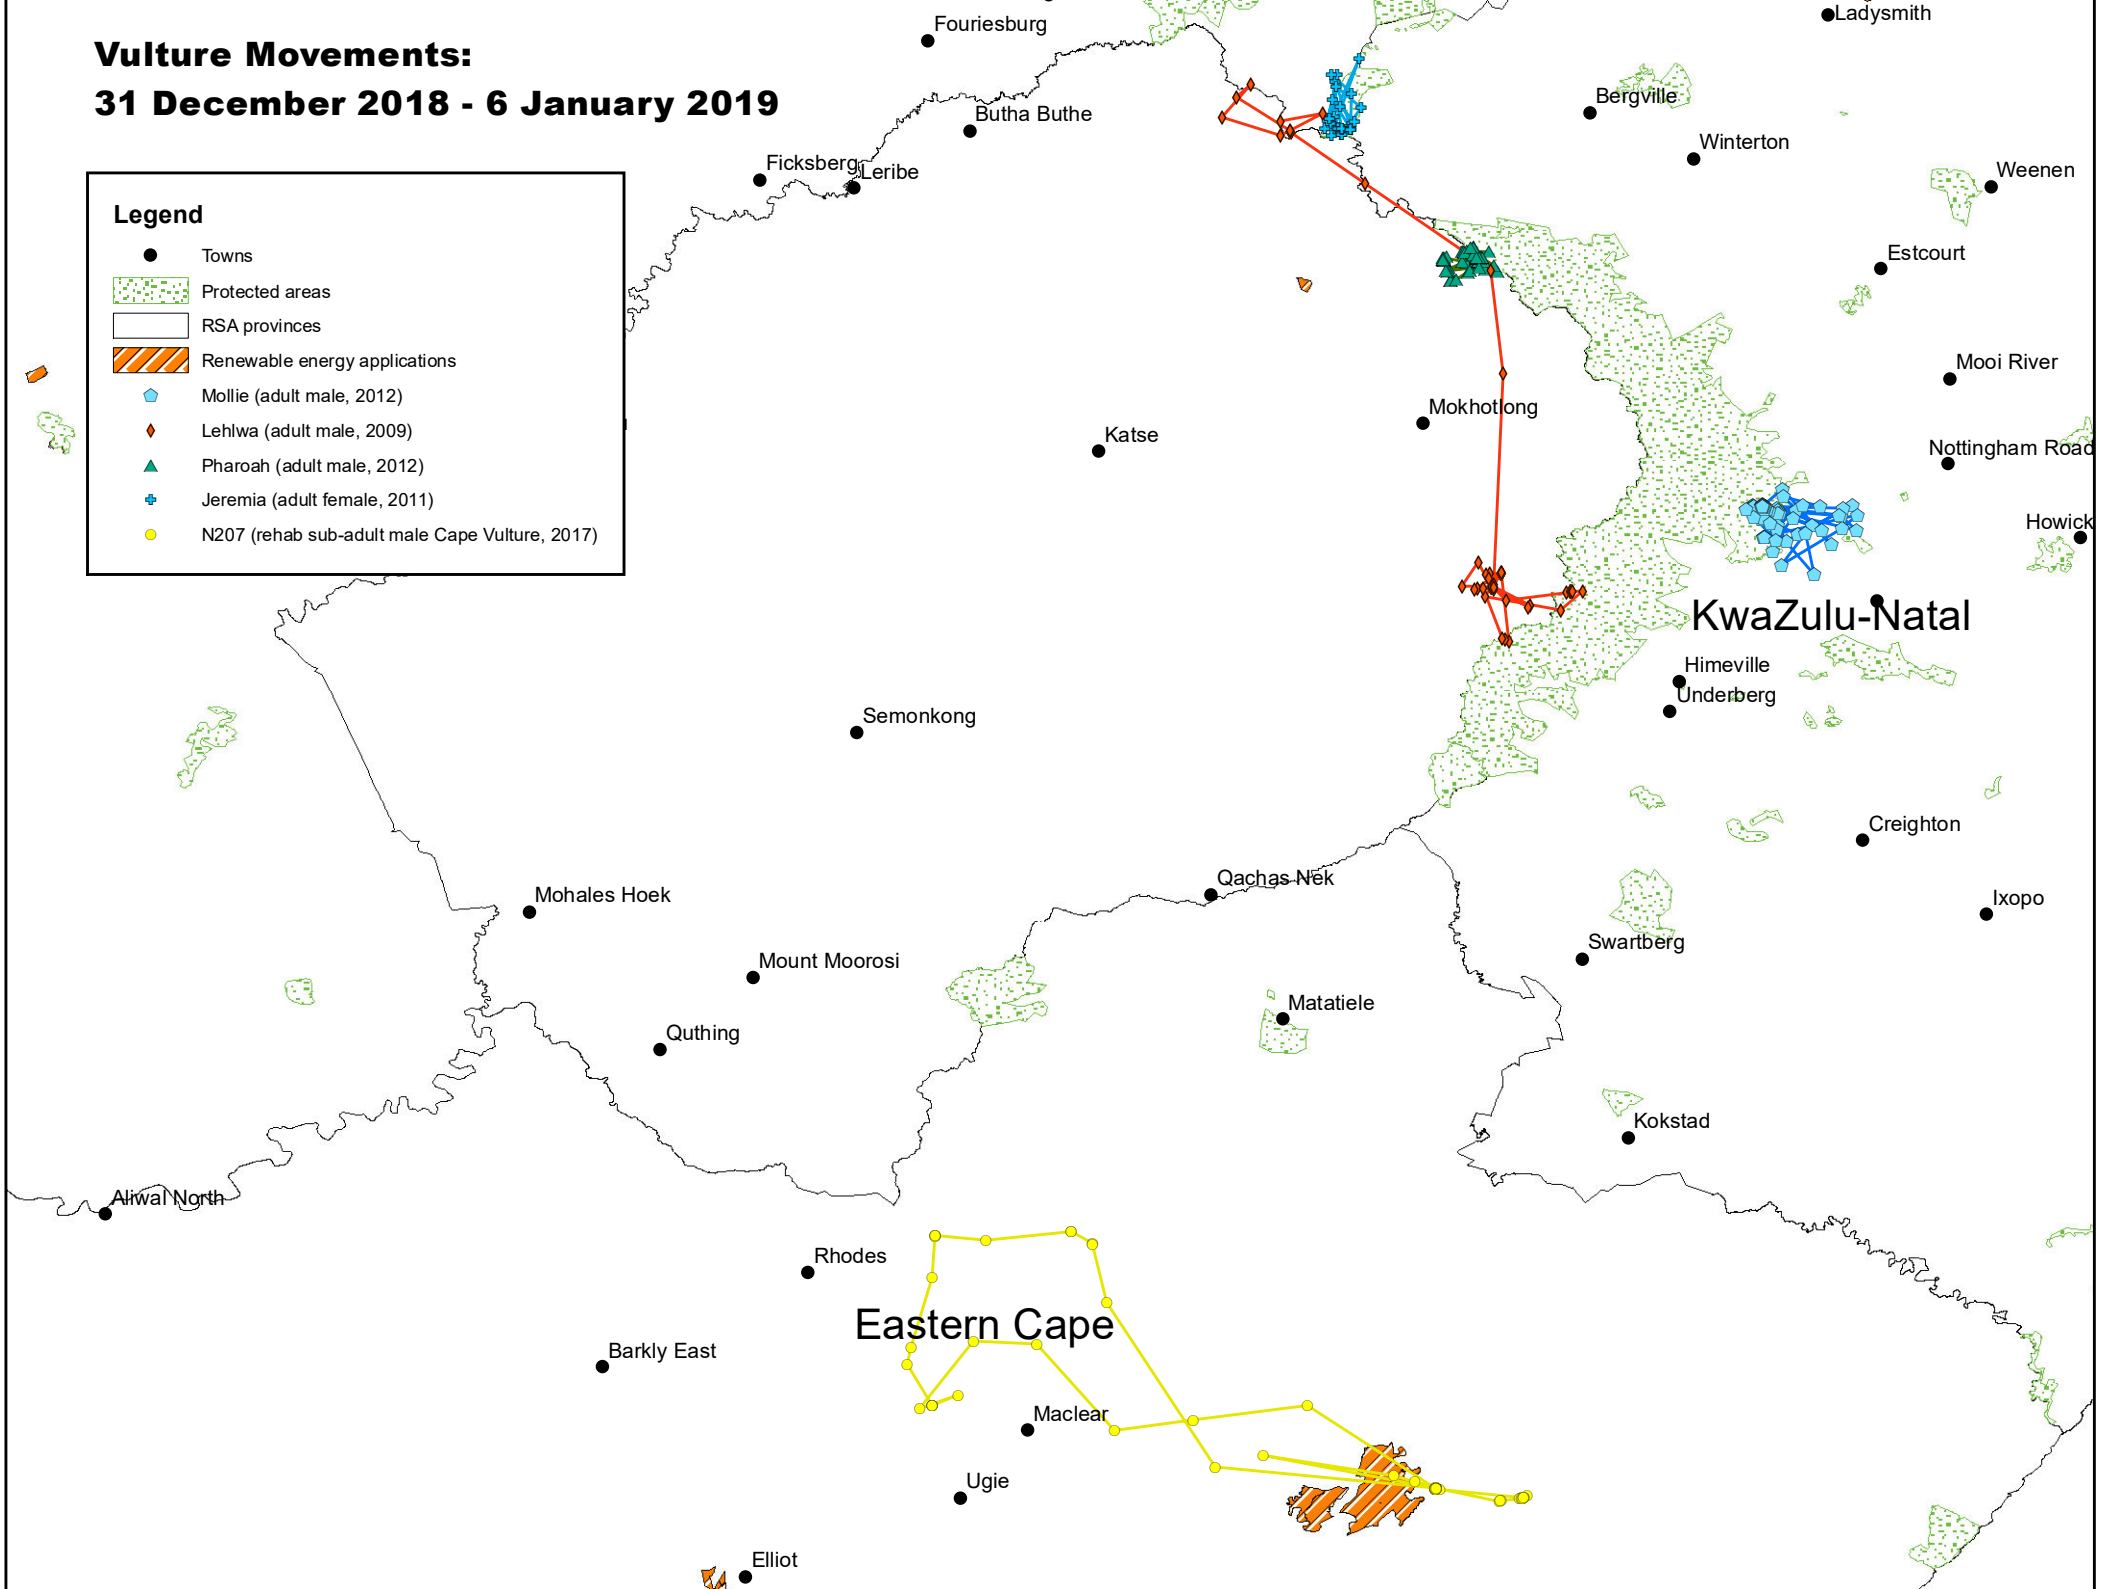 Vulture Movements:
31 December 2018 - 6 January 2019
Legend
Towns
Protected areas
RSA provinces
Renewable energy applications
Mollie (adult male, 2012)
Lehlwa (adult male, 2009)
Pharoah (adult male, 2012)
Jeremia (adult female, 2011)
N207 (rehab sub-adult male Cape Vulture, 2017)
Fouriesburg
Ladysmith
Butha Buthe
Bergville
Winterton
Ficksberg
Leribe
Weenen
Estcourt
Mooi River
Mokhotlong
Katse
Nottingham Road
Howick
KwaZulu-Natal
Himeville
Underberg
Semonkong
Creighton
Qachas Nek
Mohales Hoek
Ixopo
Swartberg
Mount Moorosi
Matatiele
Quthing
Kokstad
Aliwal North
Rhodes
Eastern Cape
Barkly East
Maclear
Ugie
Elliot